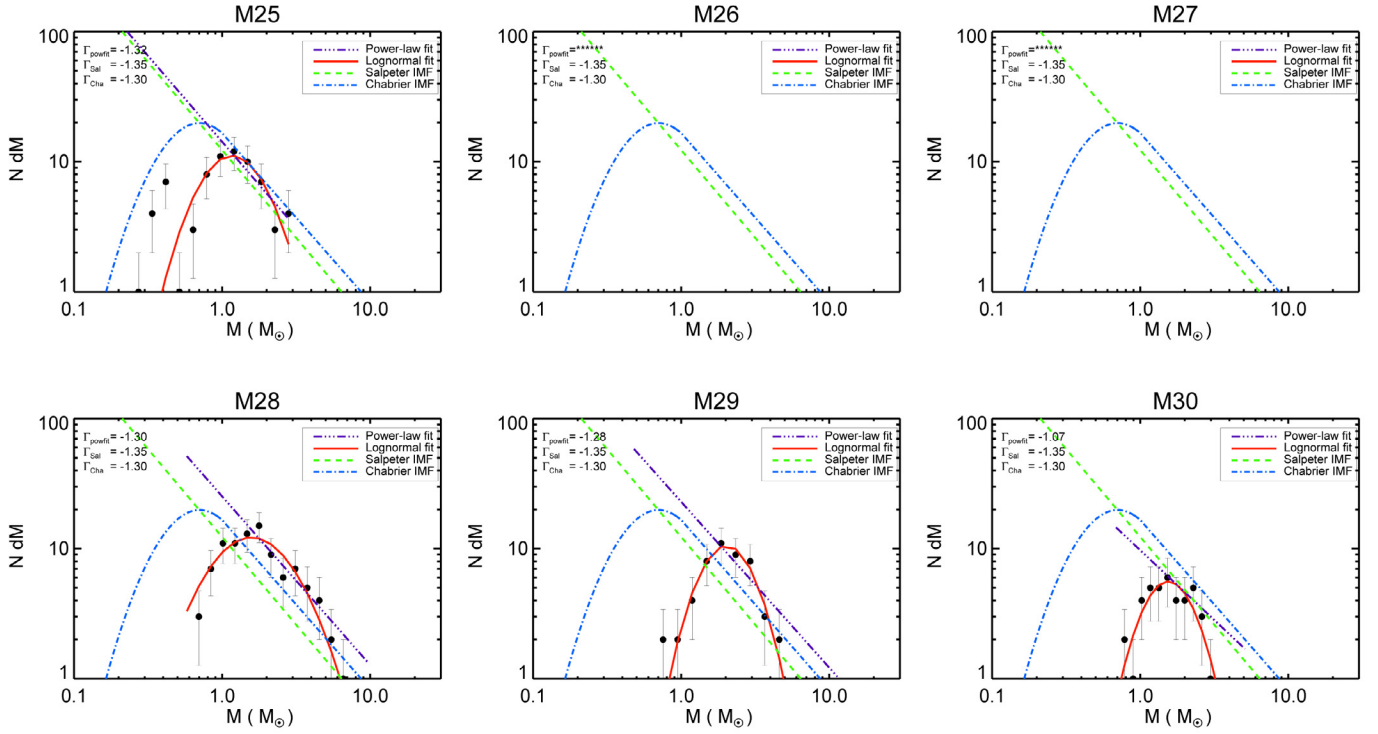 M25
100
10
1
N dM
Γpowfit = -1.32
ΓSal = -1.35
ΓCha = -1.30
Power-law fit
Lognormal fit
Salpeter IMF
Chabrier IMF
0.1 1.0 10.0
M ( M⊙)
M26
100
10
1
N dM
Γpowfit =******
ΓSal = -1.35
ΓCha = -1.30
Power-law fit
Lognormal fit
Salpeter IMF
Chabrier IMF
0.1 1.0 10.0
M ( M⊙)
M27
100
10
1
N dM
Γpowfit =******
ΓSal = -1.35
ΓCha = -1.30
Power-law fit
Lognormal fit
Salpeter IMF
Chabrier IMF
0.1 1.0 10.0
M ( M⊙)
M28
100
10
1
N dM
Γpowfit = -1.30
ΓSal = -1.35
ΓCha = -1.30
Power-law fit
Lognormal fit
Salpeter IMF
Chabrier IMF
0.1 1.0 10.0
M ( M⊙)
M29
100
10
1
N dM
Γpowfit = -1.28
ΓSal = -1.35
ΓCha = -1.30
Power-law fit
Lognormal fit
Salpeter IMF
Chabrier IMF
0.1 1.0 10.0
M ( M⊙)
M30
100
10
1
N dM
Γpowfit = -1.07
ΓSal = -1.35
ΓCha = -1.30
Power-law fit
Lognormal fit
Salpeter IMF
Chabrier IMF
0.1 1.0 10.0
M ( M⊙)